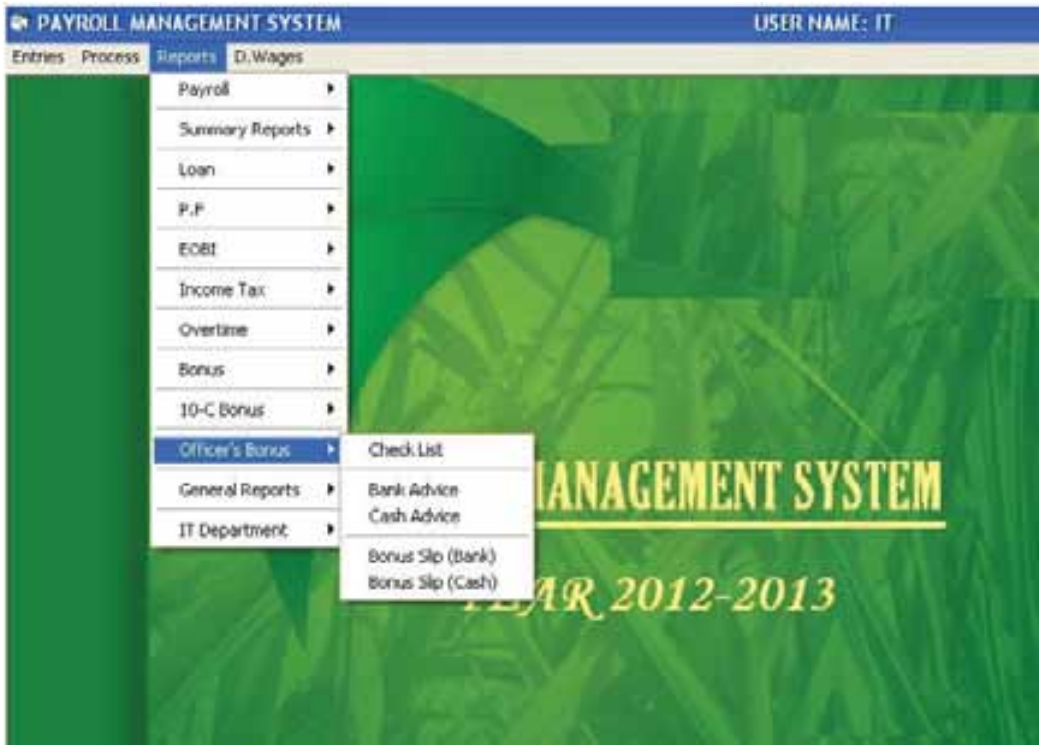 PAYROLL MANAGEMENT SYSTEM USER NAME: IT
Entries Process Reports D.Wages
Payroll
Summary Reports
Loan
P.F
EOBI
Income Tax
Overtime
Bonus
10-C Bonus
Officer's Bonus
General Reports
IT Department
Check List
Bank Advice
Cash Advice
Bonus Slip (Bank)
Bonus Slip (Cash)
MANAGEMENT SYSTEM
YEAR 2012-2013